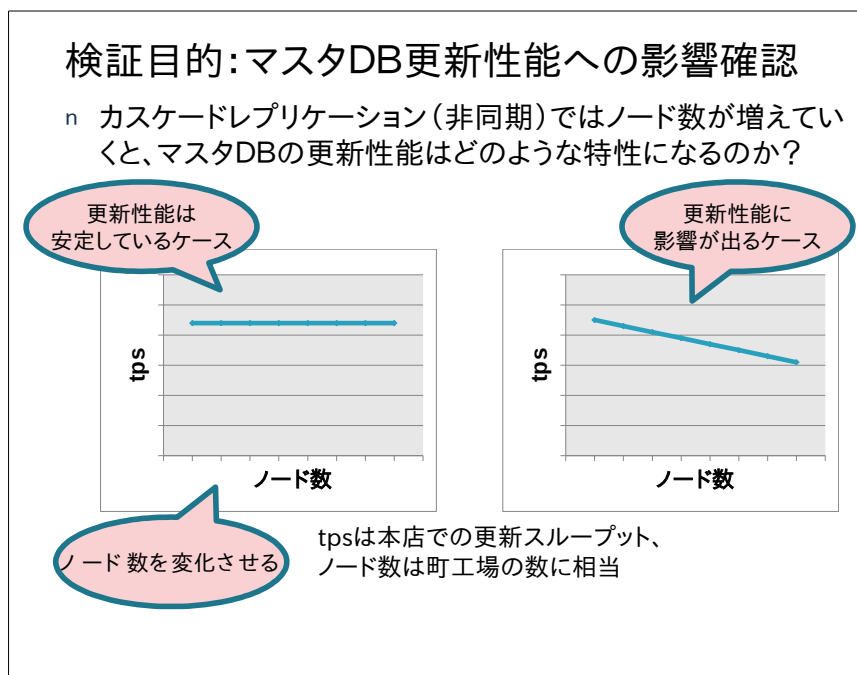 検証目的:マスタDB更新性能への影響確認
n カスケードレプリケーション(非同期)ではノード数が増えてい
くと、マスタDBの更新性能はどのような特性になるのか?
更新性能は
安定しているケース
更新性能に
影響が出るケース
tps
ノード数
tps
ノード数
ノード数を変化させる
tpsは本店での更新スループット、
ノード数は町工場の数に相当